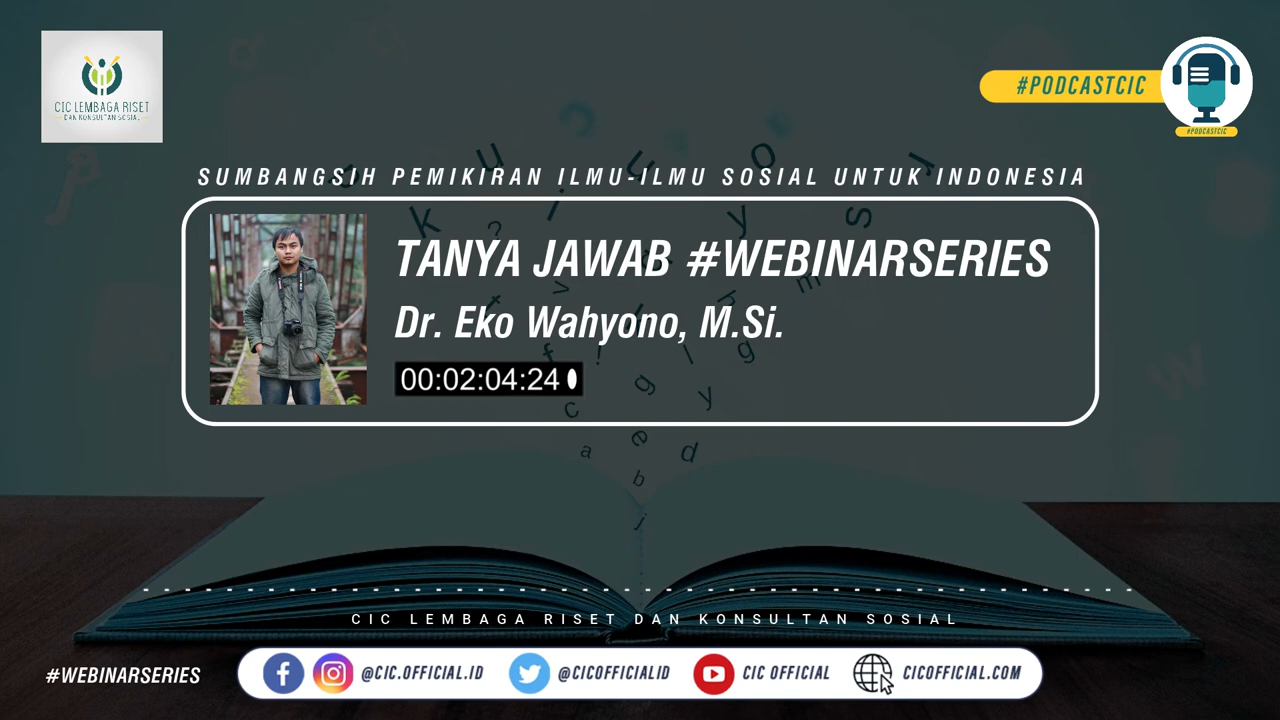 CIC LEMBAGA RISET
DAN KONSULTAN SOSIAL
#PODCASTCIC
#PODCASTCIC
SUMBANGSIH PEMIKIRAN ILMU-ILMU SOSIAL UNTUK INDONESIA
TANYA JAWAB #WEBINARSERIES
Dr. Eko Wahyono, M.Si.
00:02:04:24
CIC LEMBAGA RISET DAN KONSULTAN SOSIAL
#WEBINARSERIES
@CIC.OFFICIAL.ID
@CICOFFICIALID
CIC OFFICIAL
CICOFFICIAL.COM